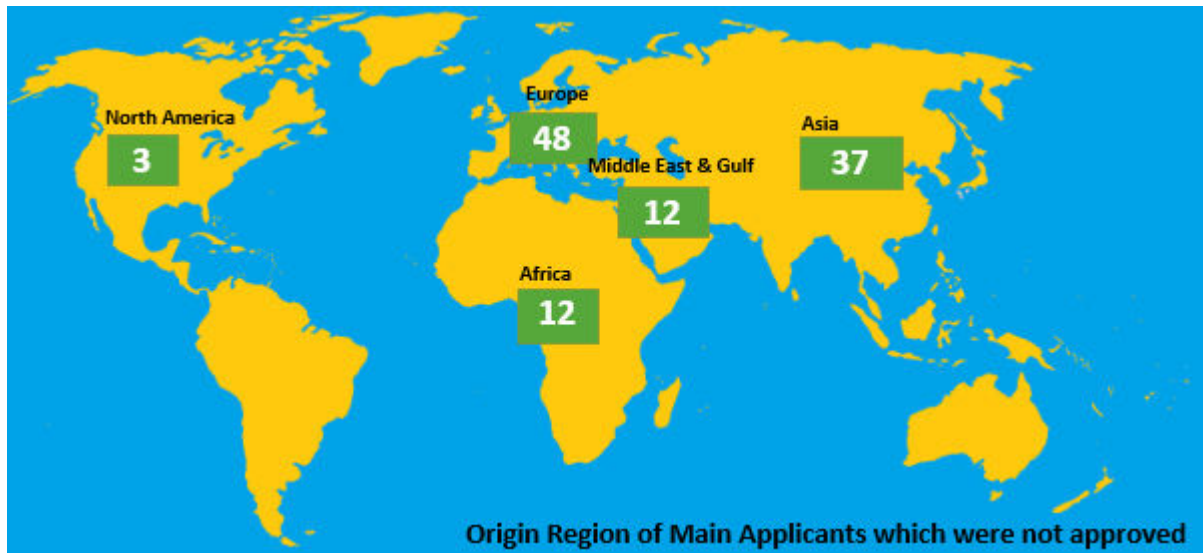 North America
3
Europe
48
Middle East & Gulf
12
Asia
37
Africa
12
Origin Region of Main Applicants which were not approved